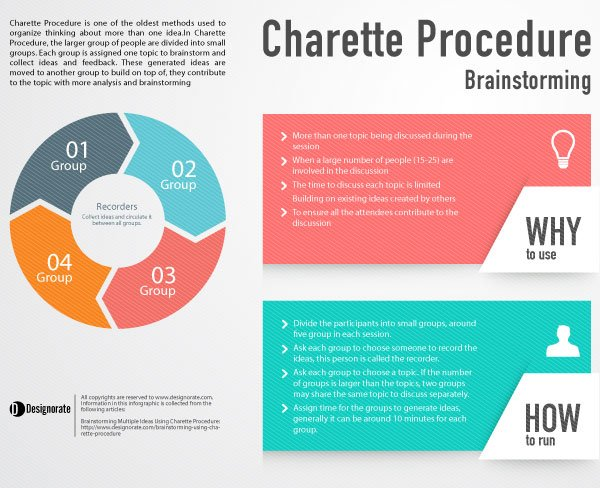 Charette Procedure is one of the oldest methods used to
organize thinking about more than one idea.In Charette
Procedure, the larger group of people are divided into small
groups. Each group is assigned one topic to brainstorm and
collect ideas and feedback. These generated ideas are
moved to another group to build on top of, they contribute
to the topic with more analysis and brainstorming
Charette Procedure
Brainstorming
01
Group
02
Group
03
Group
04
Group
Recorders
Collect ideas and circulate it
between all groups.
More than one topic being discussed during the
session
When a large number of people (15-25) are
involved in the discussion
The time to discuss each topic is limited
Building on existing ideas created by others
To ensure all the attendees contribute to the
discussion
WHY
to use
Divide the participants into small groups, around
five group in each session.
Ask each group to choose someone to record the
ideas, this person is called the recorder.
Ask each group to choose a topic. If the number
of groups is larger than the topics, two groups
may share the same topic to discuss separately.
Assign time for the groups to generate ideas,
generally it can be around 10 minutes for each
group.
HOW
to run
D Designorate
All copyrights are reserved to www.designorate.com,
Information in this infographic is collected from the
following articles:
Brainstorming Multiple Ideas Using Charette Procedure:
http://www.designorate.com/brainstorming-using-cha-
rette-procedure